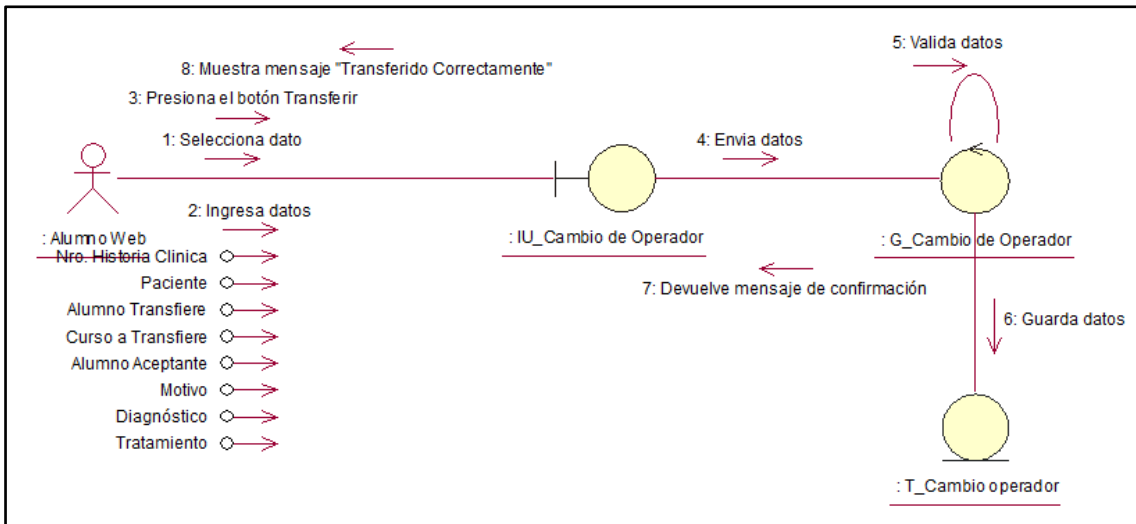 5: Valida datos
8: Muestra mensaje "Transferido Correctamente"
3: Presiona el botón Transferir
1: Selecciona dato
4: Envia datos
2: Ingresa datos
: Alumno Web
: IU_Cambio de Operador
: G_Cambio de Operador
Nro. Historia Clinica
Paciente
7: Devuelve mensaje de confirmación
Alumno Transfiere
6: Guarda datos
Curso a Transfiere
Alumno Aceptante
Motivo
Diagnóstico
Tratamiento
: T_Cambio operador